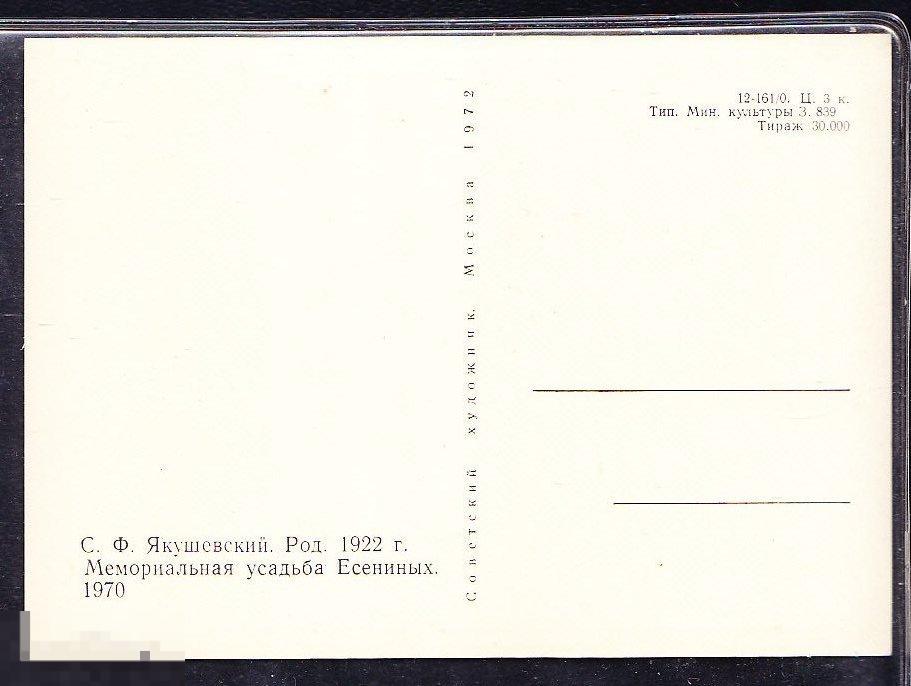 С. Ф. Якушевский. Род. 1922 г.
Мемориальная усадьба Есениных.
1970
Советский художник. Москва 1972
12-161/0. Ц. 3 к.
Тип. Мин. культуры З. 839
Тираж 30.000